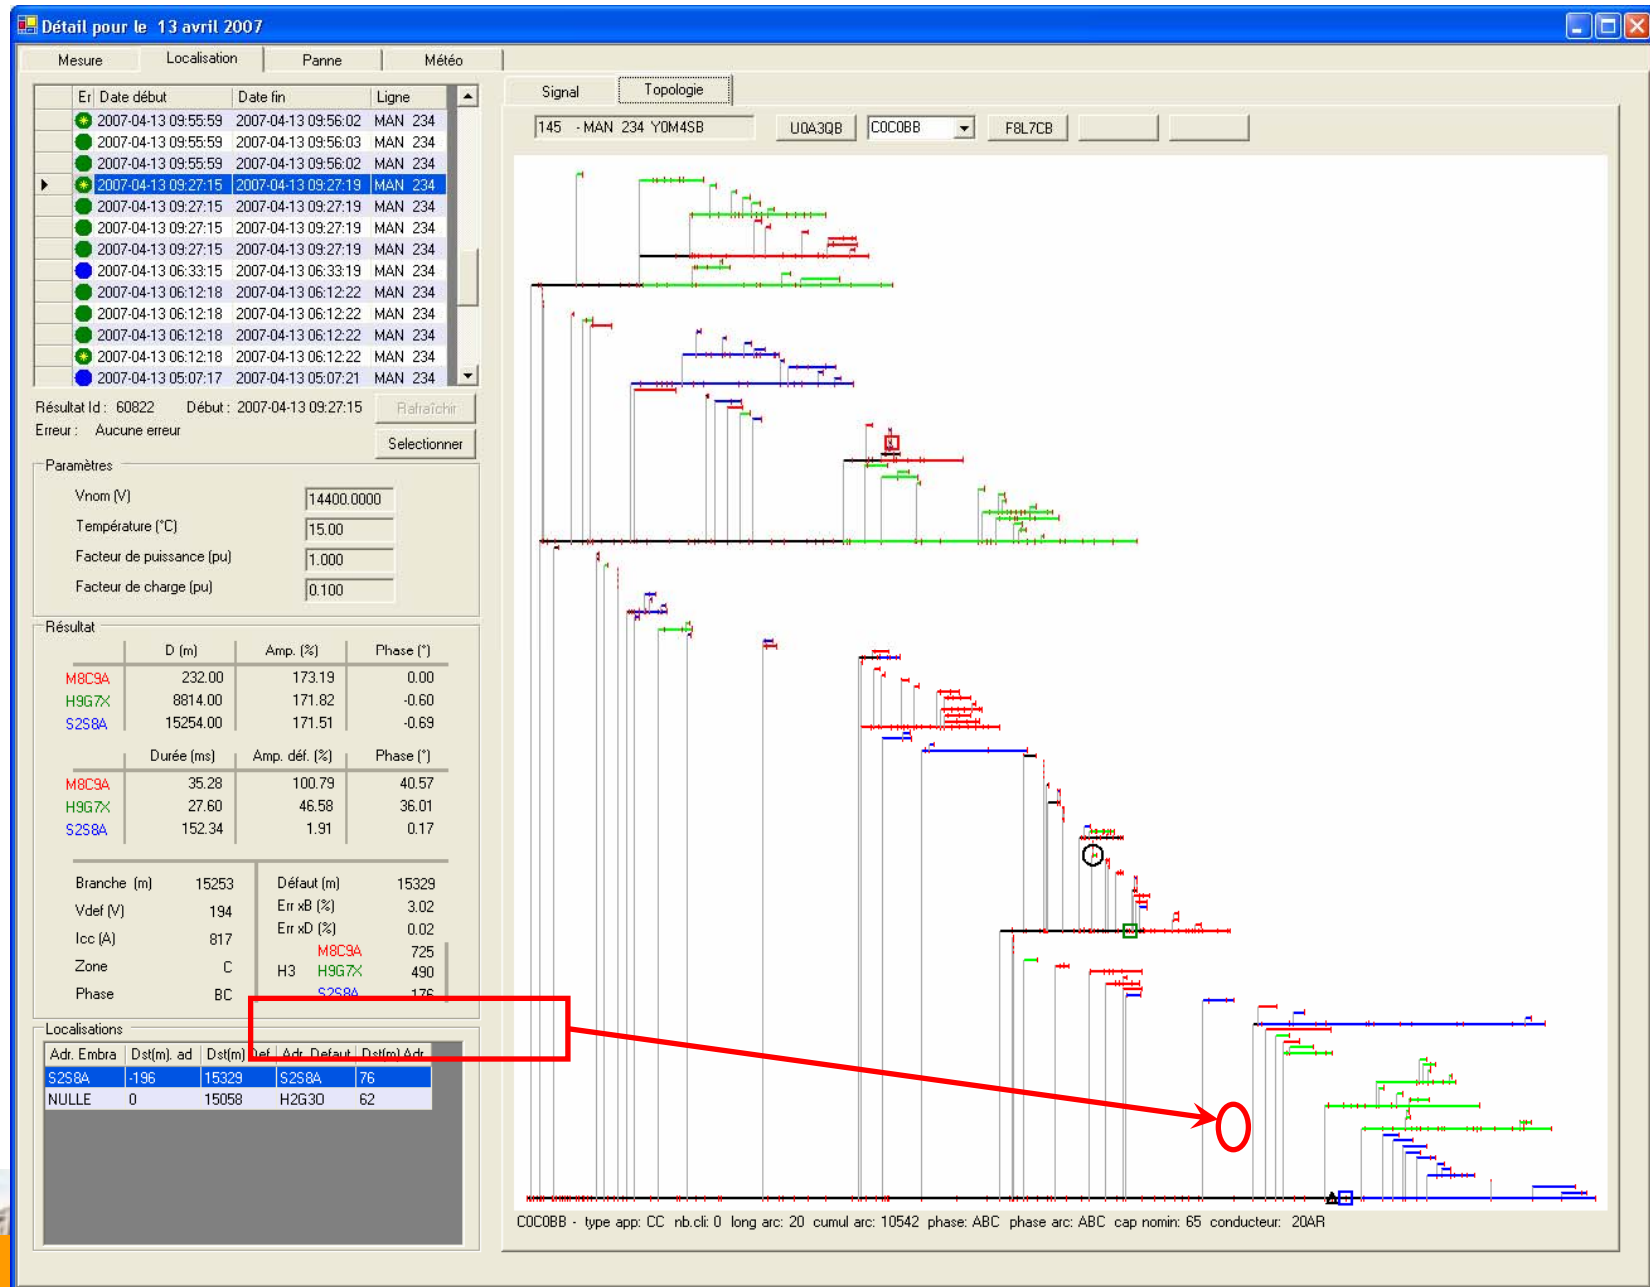 Détail pour le 13 avril 2007
Mesure Localisation Panne Météo
Er Date début Date fin Ligne
2007-04-13 09:55:59 2007-04-13 09:56:02 MAN 234
2007-04-13 09:55:59 2007-04-13 09:56:03 MAN 234
2007-04-13 09:55:59 2007-04-13 09:56:02 MAN 234
2007-04-13 09:27:15 2007-04-13 09:27:19 MAN 234
2007-04-13 09:27:15 2007-04-13 09:27:19 MAN 234
2007-04-13 09:27:15 2007-04-13 09:27:19 MAN 234
2007-04-13 09:27:15 2007-04-13 09:27:19 MAN 234
2007-04-13 06:33:15 2007-04-13 06:33:19 MAN 234
2007-04-13 06:12:18 2007-04-13 06:12:22 MAN 234
2007-04-13 06:12:18 2007-04-13 06:12:22 MAN 234
2007-04-13 06:12:18 2007-04-13 06:12:22 MAN 234
2007-04-13 06:12:18 2007-04-13 06:12:22 MAN 234
2007-04-13 05:07:17 2007-04-13 05:07:21 MAN 234
Résultat Id : 60822 Début : 2007-04-13 09:27:15 Rafraîchir
Erreur : Aucune erreur
Selectionner
Paramètres
Vnom (V) 14400.0000
Température (°C) 15.00
Facteur de puissance (pu) 1.000
Facteur de charge (pu) 0.100
Résultat
D (m) Amp. (%) Phase (°)
M8C9A 232.00 173.19 0.00
H9G7X 8814.00 171.82 -0.60
S2S8A 15254.00 171.51 -0.69
Durée (ms) Amp. déf. (%) Phase (°)
M8C9A 35.28 100.79 40.57
H9G7X 27.60 46.58 36.01
S2S8A 152.34 1.91 0.17
Branche (m) 15253 Défaut (m) 15329
Vdef (V) 194 Err xB (%) 3.02
Icc (A) 817 Err xD (%) 0.02
M8C9A 725
Zone C H3 H9G7X 490
Phase BC S2S8A 176
Localisations
Adr. Embra Dst(m). ad Dst(m) Def Adr. Defaut Dst(m) Adr
S2S8A -196 15329 S2S8A 76
NULLE 0 15058 H2G3O 62
Signal Topologie
145 - MAN 234 Y0M4SB U0A3QB C0C0BB F8L7CB
C0C0BB - type app: CC nb.cli: 0 long arc: 20 cumul arc: 10542 phase: ABC phase arc: ABC cap nomin: 65 conducteur: 20AR